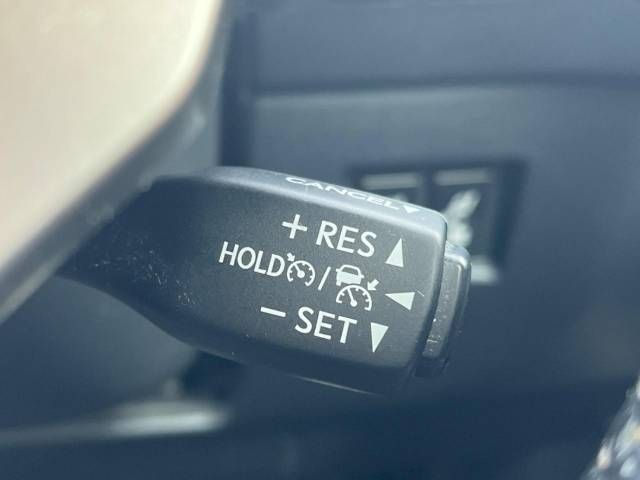 CANCEL▼
+ RES ▲
HOLD / ◀
− SET ▼